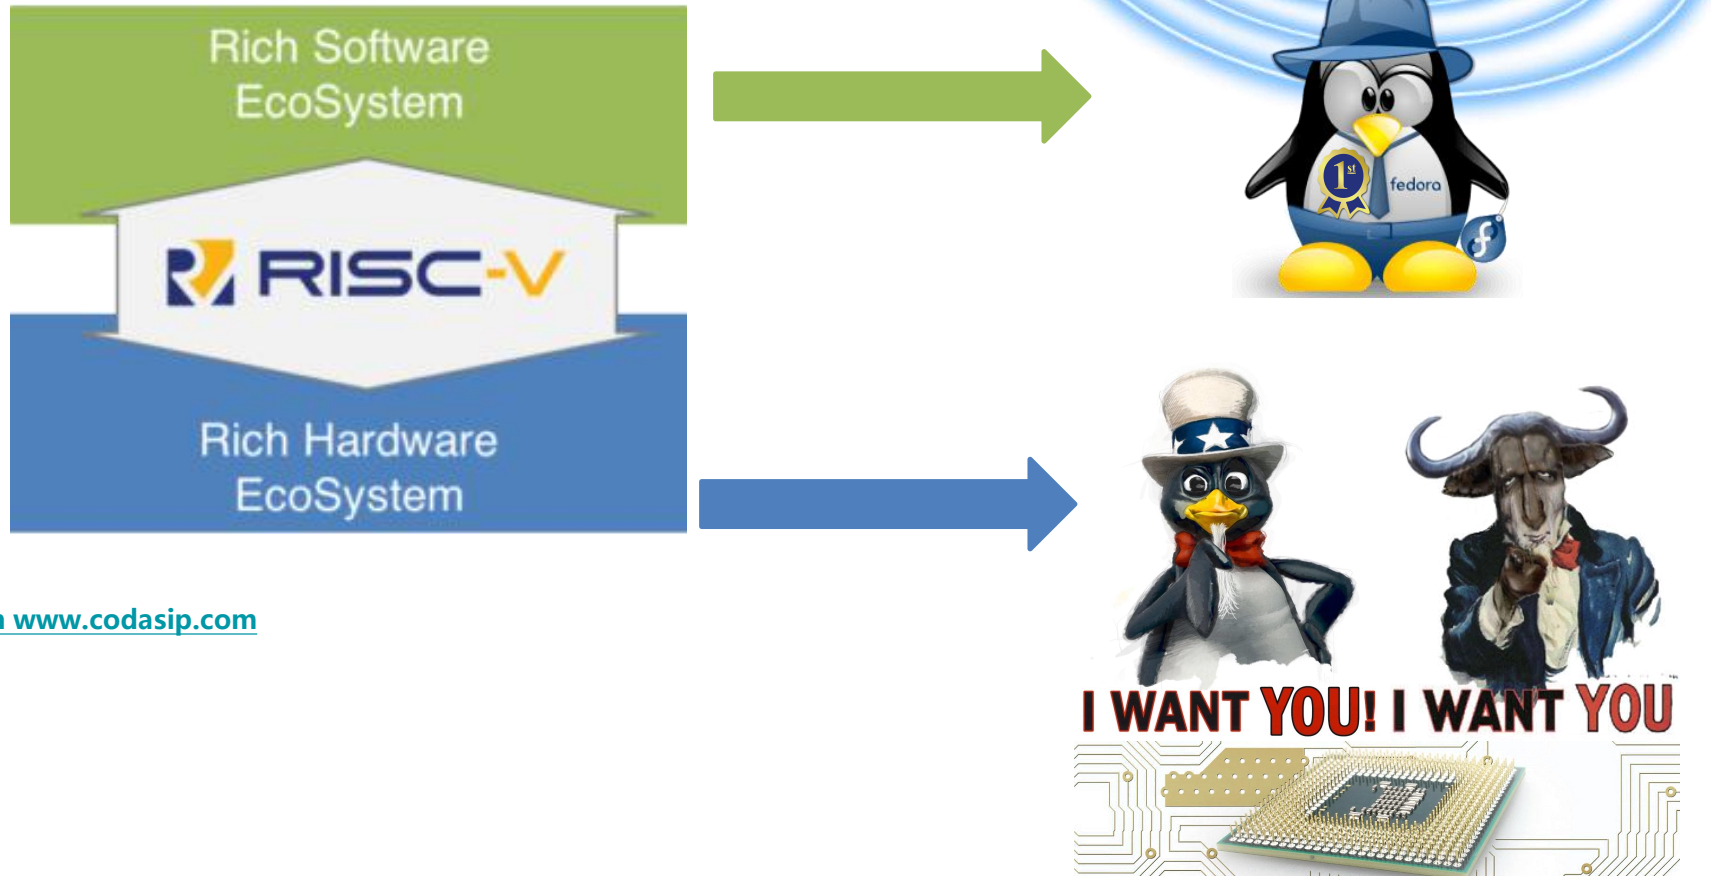 Rich Software
EcoSystem
RISC-V
Rich Hardware
EcoSystem
www.codasip.com
1st
fedora
I WANT YOU! I WANT YOU